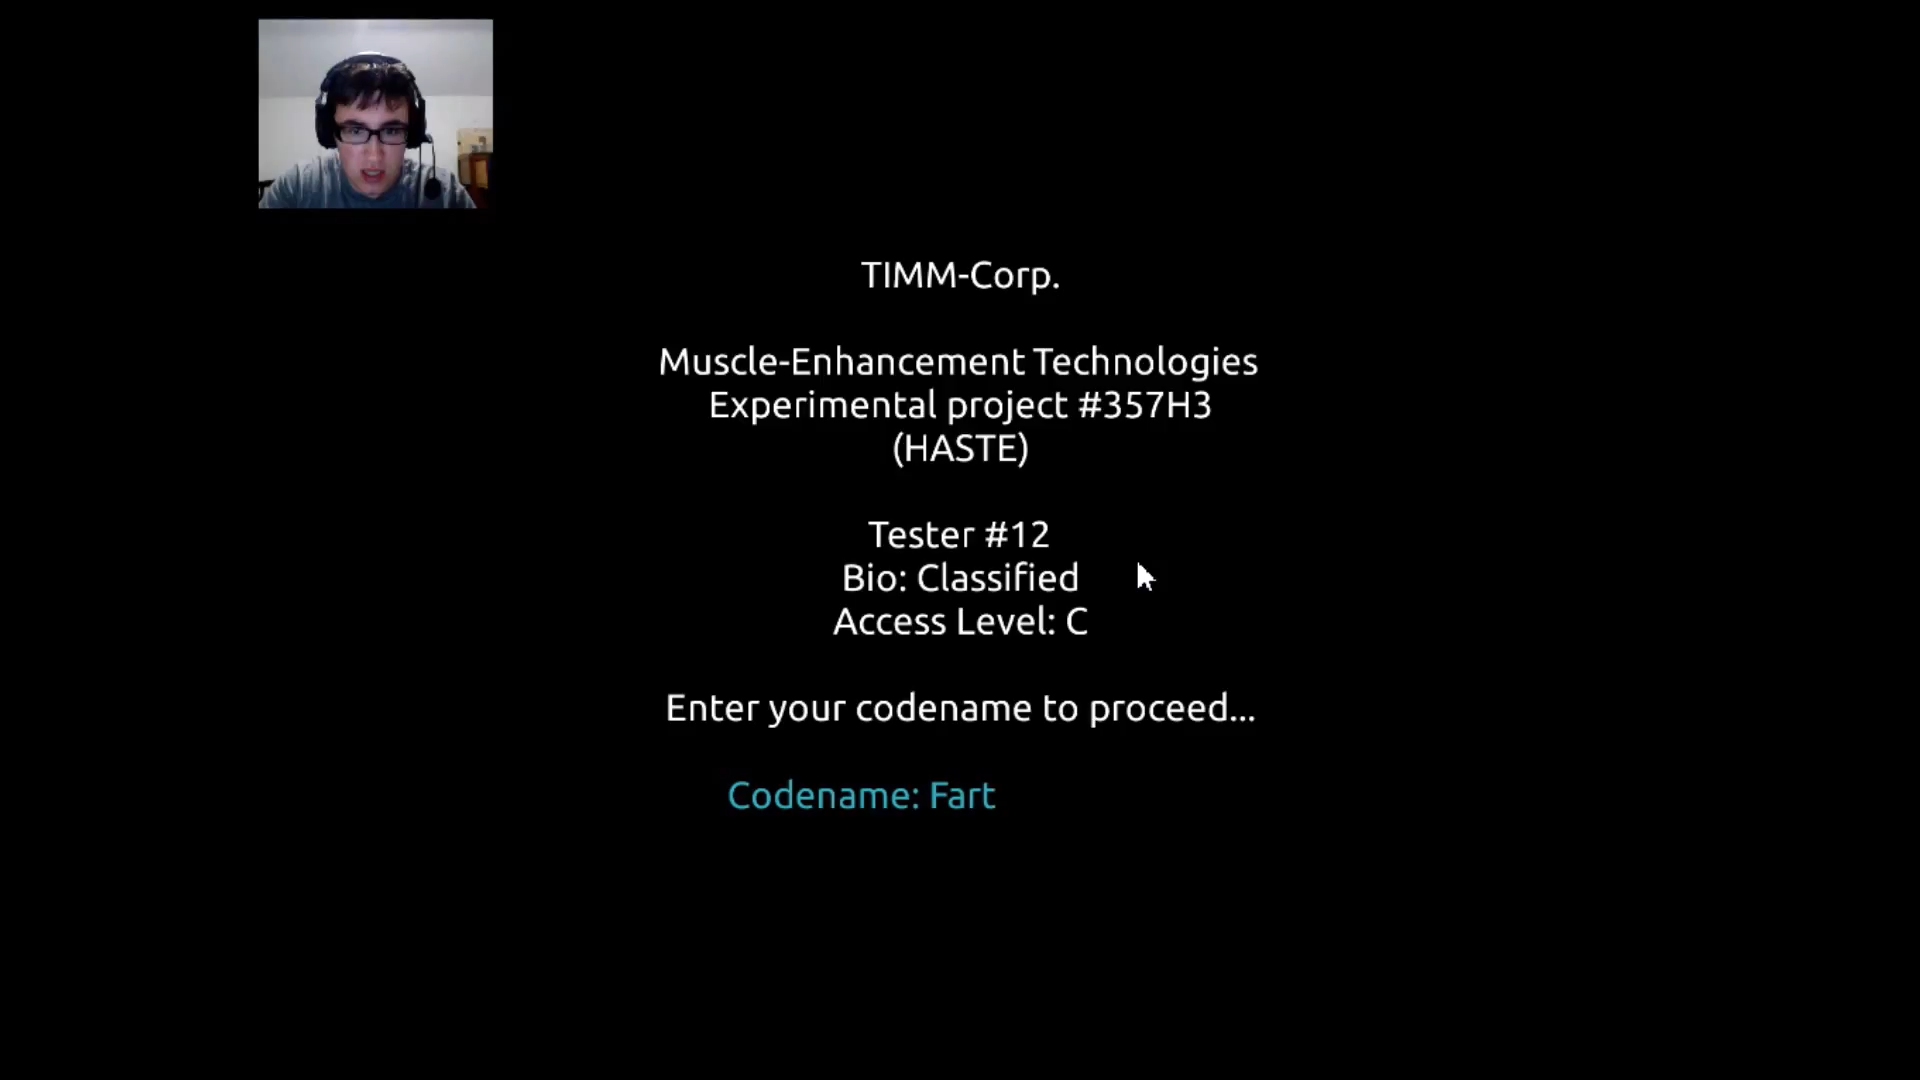 TIMM-Corp.
Muscle-Enhancement Technologies
Experimental project #357H3
(HASTE)
Tester #12
Bio: Classified
Access Level: C
Enter your codename to proceed...
Codename: Fart